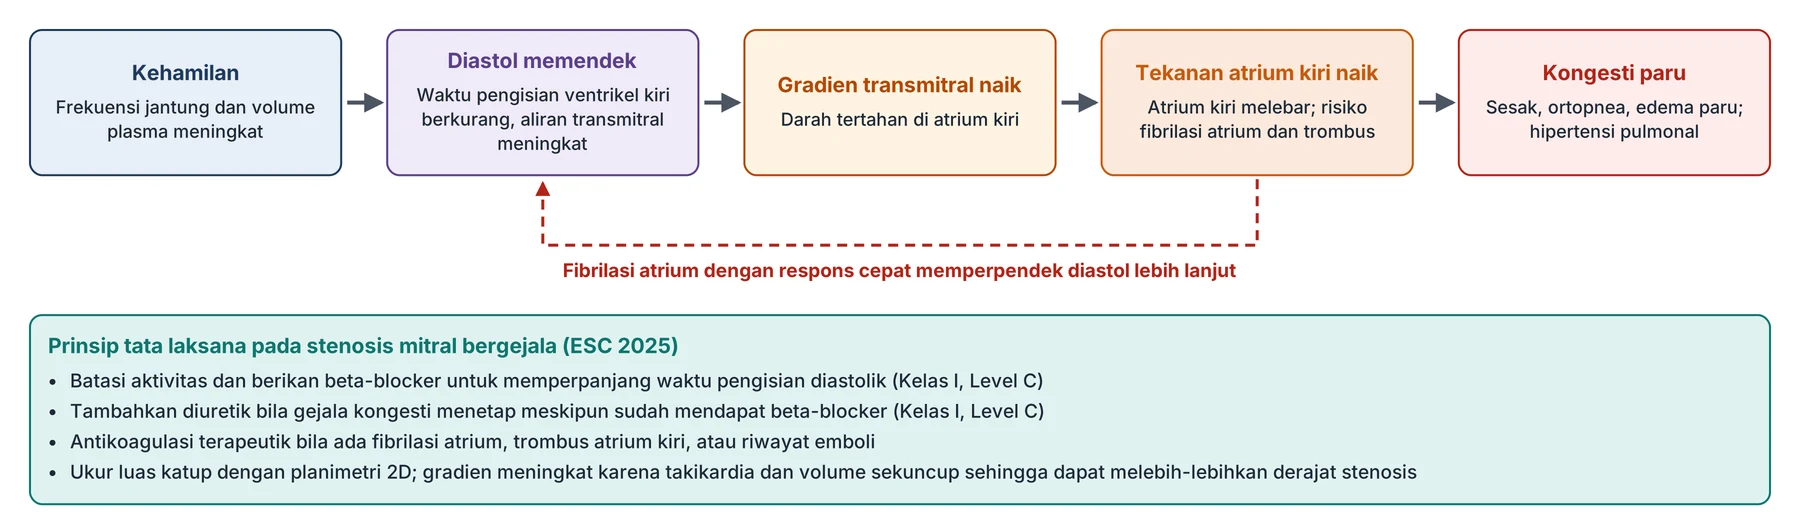 Kehamilan
Frekuensi jantung dan volume
plasma meningkat
Diastol memendek
Waktu pengisian ventrikel kiri
berkurang, aliran transmitral
meningkat
Gradien transmitral naik
Darah tertahan di atrium kiri
Tekanan atrium kiri naik
Atrium kiri melebar; risiko
fibrilasi atrium dan trombus
Kongesti paru
Sesak, ortopnea, edema paru;
hipertensi pulmonal
Fibrilasi atrium dengan respons cepat memperpendek diastol lebih lanjut
Prinsip tata laksana pada stenosis mitral bergejala (ESC 2025)
• Batasi aktivitas dan berikan beta-blocker untuk memperpanjang waktu pengisian diastolik (Kelas I, Level C)
• Tambahkan diuretik bila gejala kongesti menetap meskipun sudah mendapat beta-blocker (Kelas I, Level C)
• Antikoagulasi terapeutik bila ada fibrilasi atrium, trombus atrium kiri, atau riwayat emboli
• Ukur luas katup dengan planimetri 2D; gradien meningkat karena takikardia dan volume sekuncup sehingga dapat melebih-lebihkan derajat stenosis